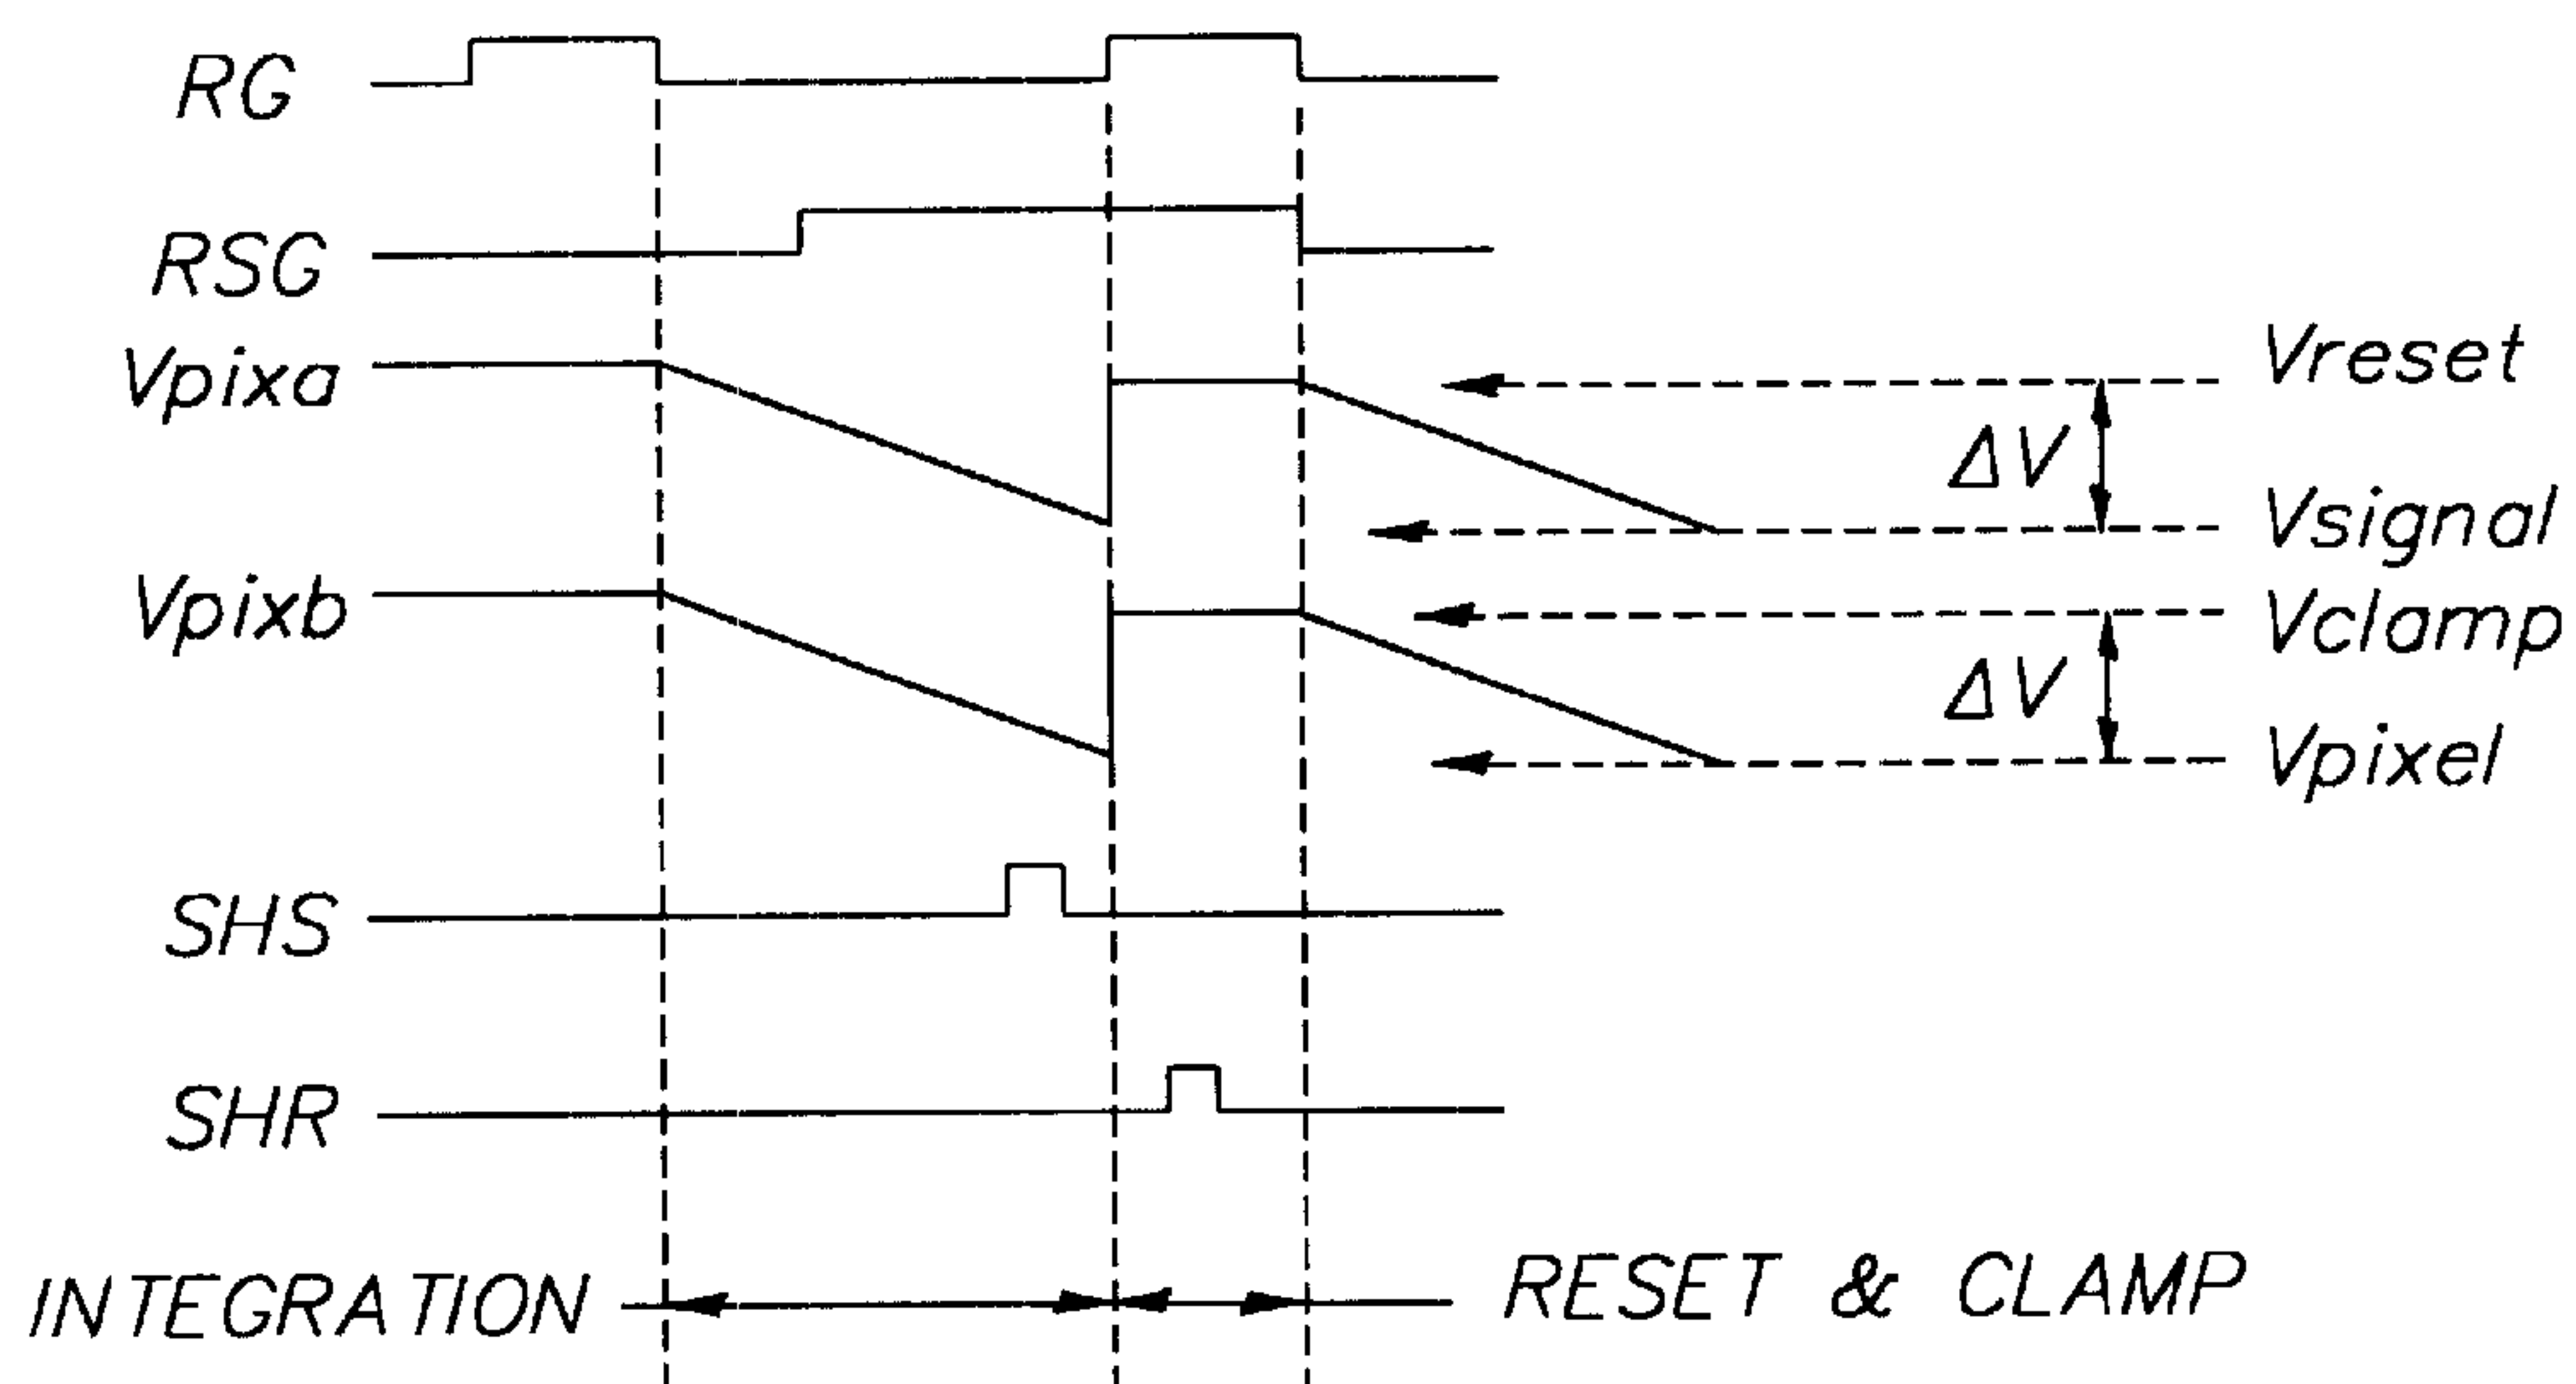 RG
RSG
Vpixa
Vreset
ΔV
Vsignal
Vpixb
Vclamp
ΔV
Vpixel
SHS
SHR
INTEGRATION
RESET & CLAMP